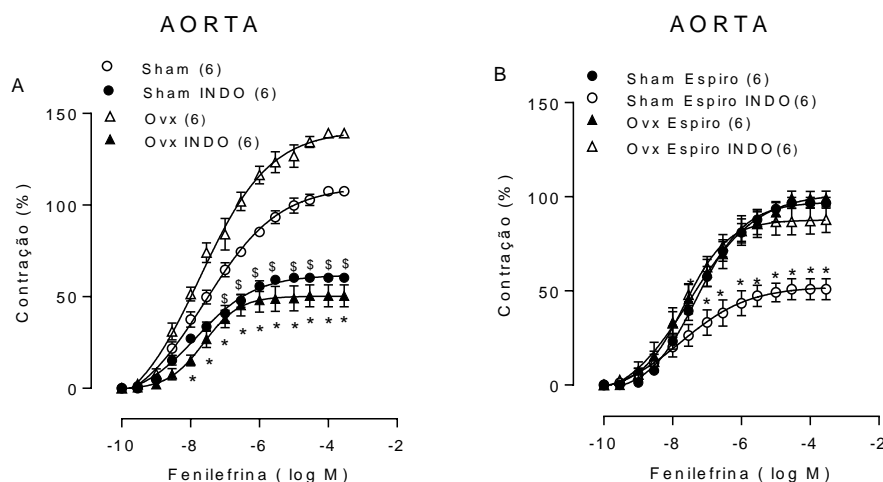 AORTA
A
Sham (6)
Sham INDO (6)
Ovx (6)
Ovx INDO (6)
150
100
50
0
Contração (%)
$ $ $ $ $ $ $ $ $
* * * * * * * * * *
-10 -8 -6 -4 -2
Fenilefrina ( log M)
AORTA
B
Sham Espiro (6)
Sham Espiro INDO(6)
Ovx Espiro (6)
Ovx Espiro INDO(6)
150
100
50
0
Contração (%)
* * * * * * * * *
-10 -8 -6 -4 -2
Fenilefrina ( log M)